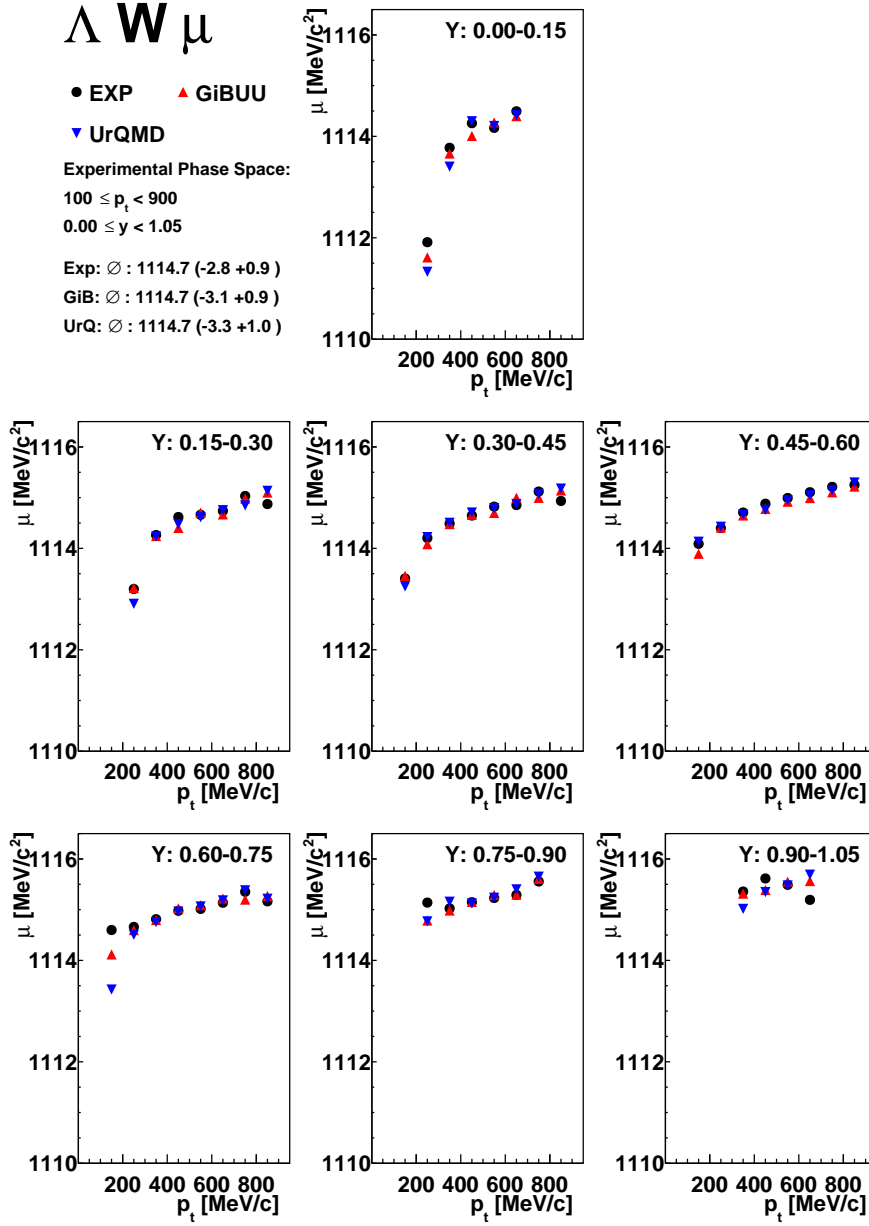 Λ W μ
EXP GiBUU
UrQMD
Experimental Phase Space:
100 ≤ p_t < 900
0.00 ≤ y < 1.05
Exp: ∅ : 1114.7 (-2.8 +0.9 )
GiB: ∅ : 1114.7 (-3.1 +0.9 )
UrQ: ∅ : 1114.7 (-3.3 +1.0 )
Y: 0.00-0.15
μ [MeV/c²]
1116
1114
1112
1110
200 400 600 800
p_t [MeV/c]
Y: 0.15-0.30
μ [MeV/c²]
1116
1114
1112
1110
200 400 600 800
p_t [MeV/c]
Y: 0.30-0.45
μ [MeV/c²]
1116
1114
1112
1110
200 400 600 800
p_t [MeV/c]
Y: 0.45-0.60
μ [MeV/c²]
1116
1114
1112
1110
200 400 600 800
p_t [MeV/c]
Y: 0.60-0.75
μ [MeV/c²]
1116
1114
1112
1110
200 400 600 800
p_t [MeV/c]
Y: 0.75-0.90
μ [MeV/c²]
1116
1114
1112
1110
200 400 600 800
p_t [MeV/c]
Y: 0.90-1.05
μ [MeV/c²]
1116
1114
1112
1110
200 400 600 800
p_t [MeV/c]